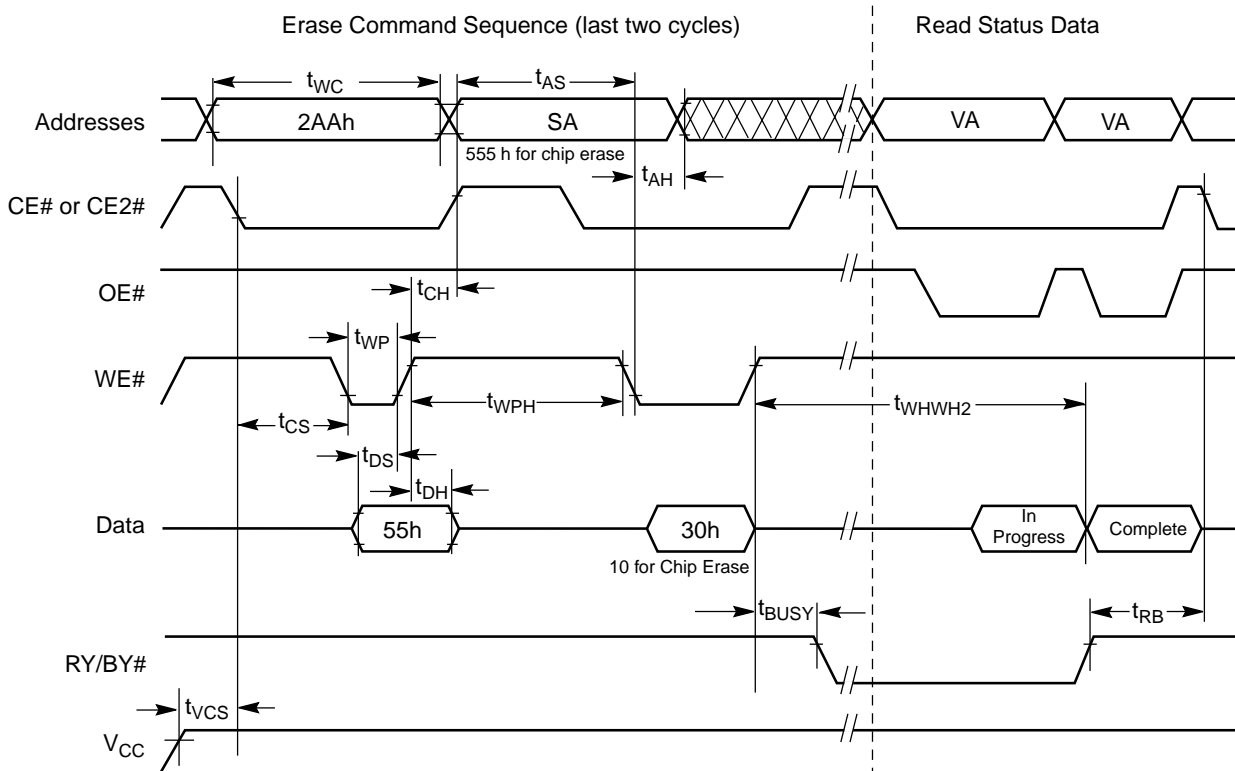 Erase Command Sequence (last two cycles)
Read Status Data
tWC
tAS
Addresses
2AAh
SA
VA
VA
555 h for chip erase
tAH
CE# or CE2#
OE#
tCH
tWP
WE#
tWPH
tWHWH2
tCS
tDS
tDH
Data
55h
30h
In
Progress
Complete
10 for Chip Erase
tBUSY
tRB
RY/BY#
tVCS
VCC